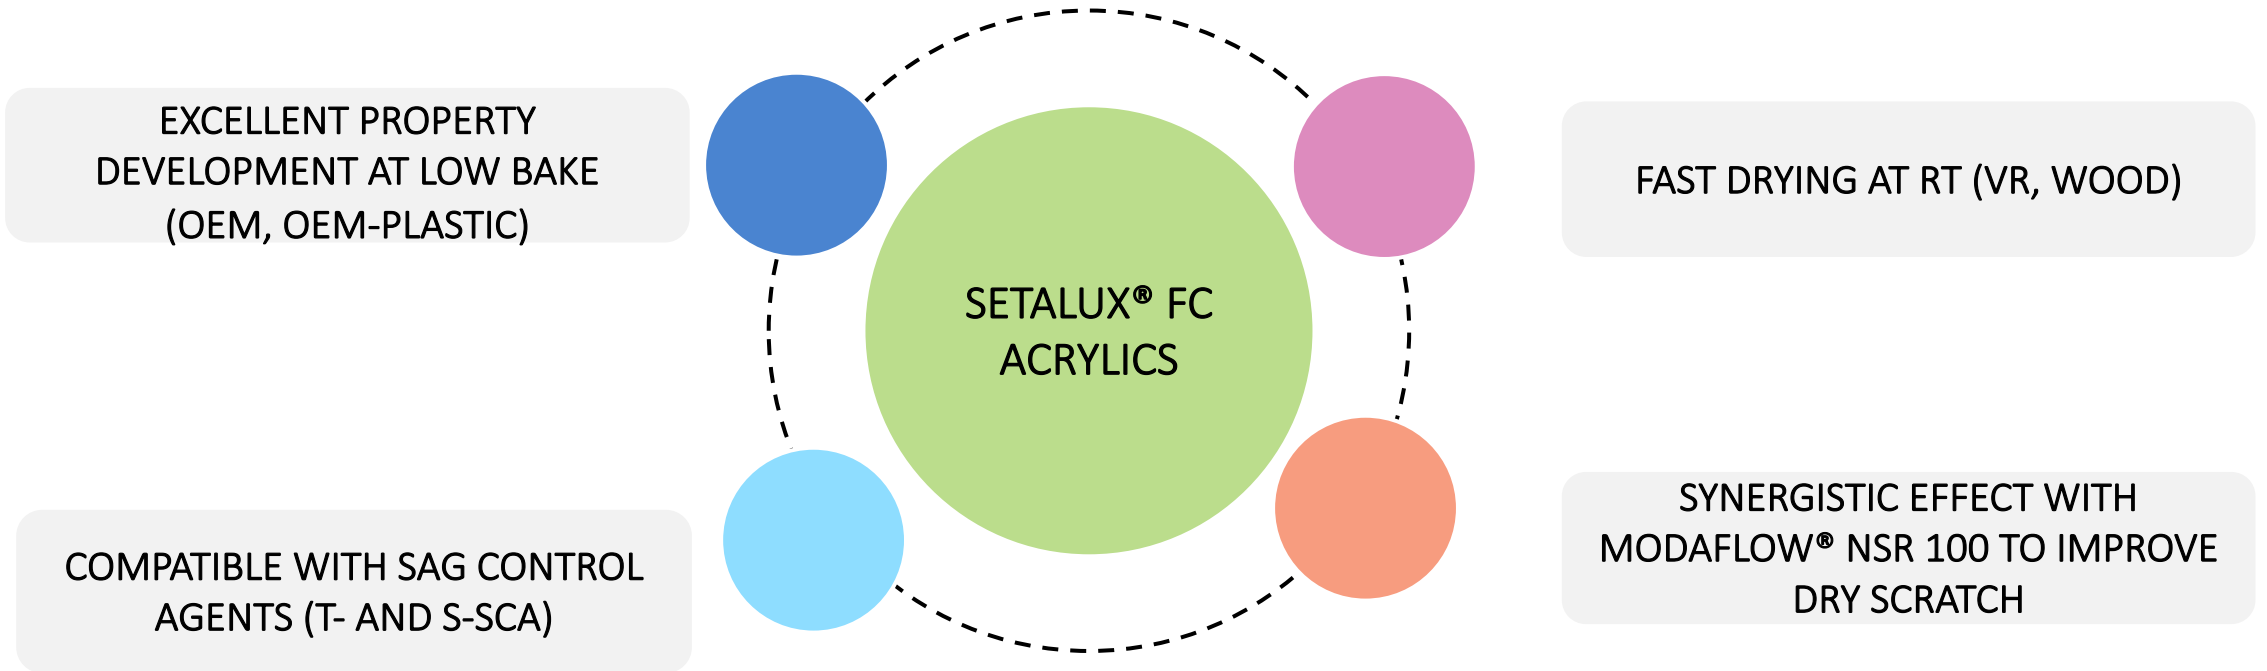 EXCELLENT PROPERTY
DEVELOPMENT AT LOW BAKE
(OEM, OEM-PLASTIC)
FAST DRYING AT RT (VR, WOOD)
SETALUX® FC
ACRYLICS
COMPATIBLE WITH SAG CONTROL
AGENTS (T- AND S-SCA)
SYNERGISTIC EFFECT WITH
MODAFLOW® NSR 100 TO IMPROVE
DRY SCRATCH